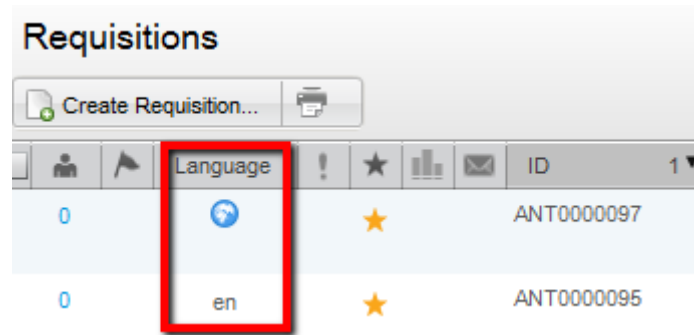 Requisitions
Create Requisition...
Language ! ID 1
0 ANT0000097
0 en ANT0000095